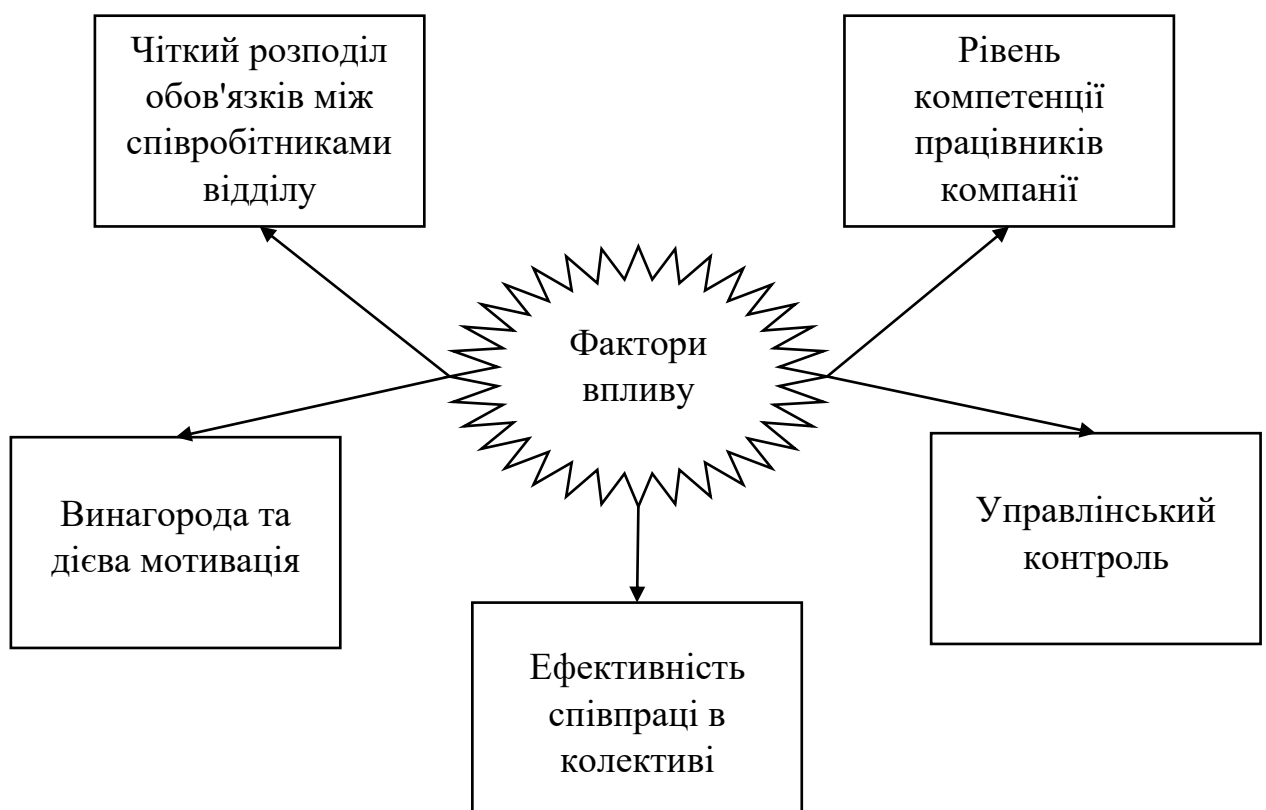 Чіткий розподіл
обов'язків між
співробітниками
відділу
Рівень
компетенції
працівників
компанії
Фактори
впливу
Винагорода та
дієва мотивація
Управлінський
контроль
Ефективність
співпраці в
колективі